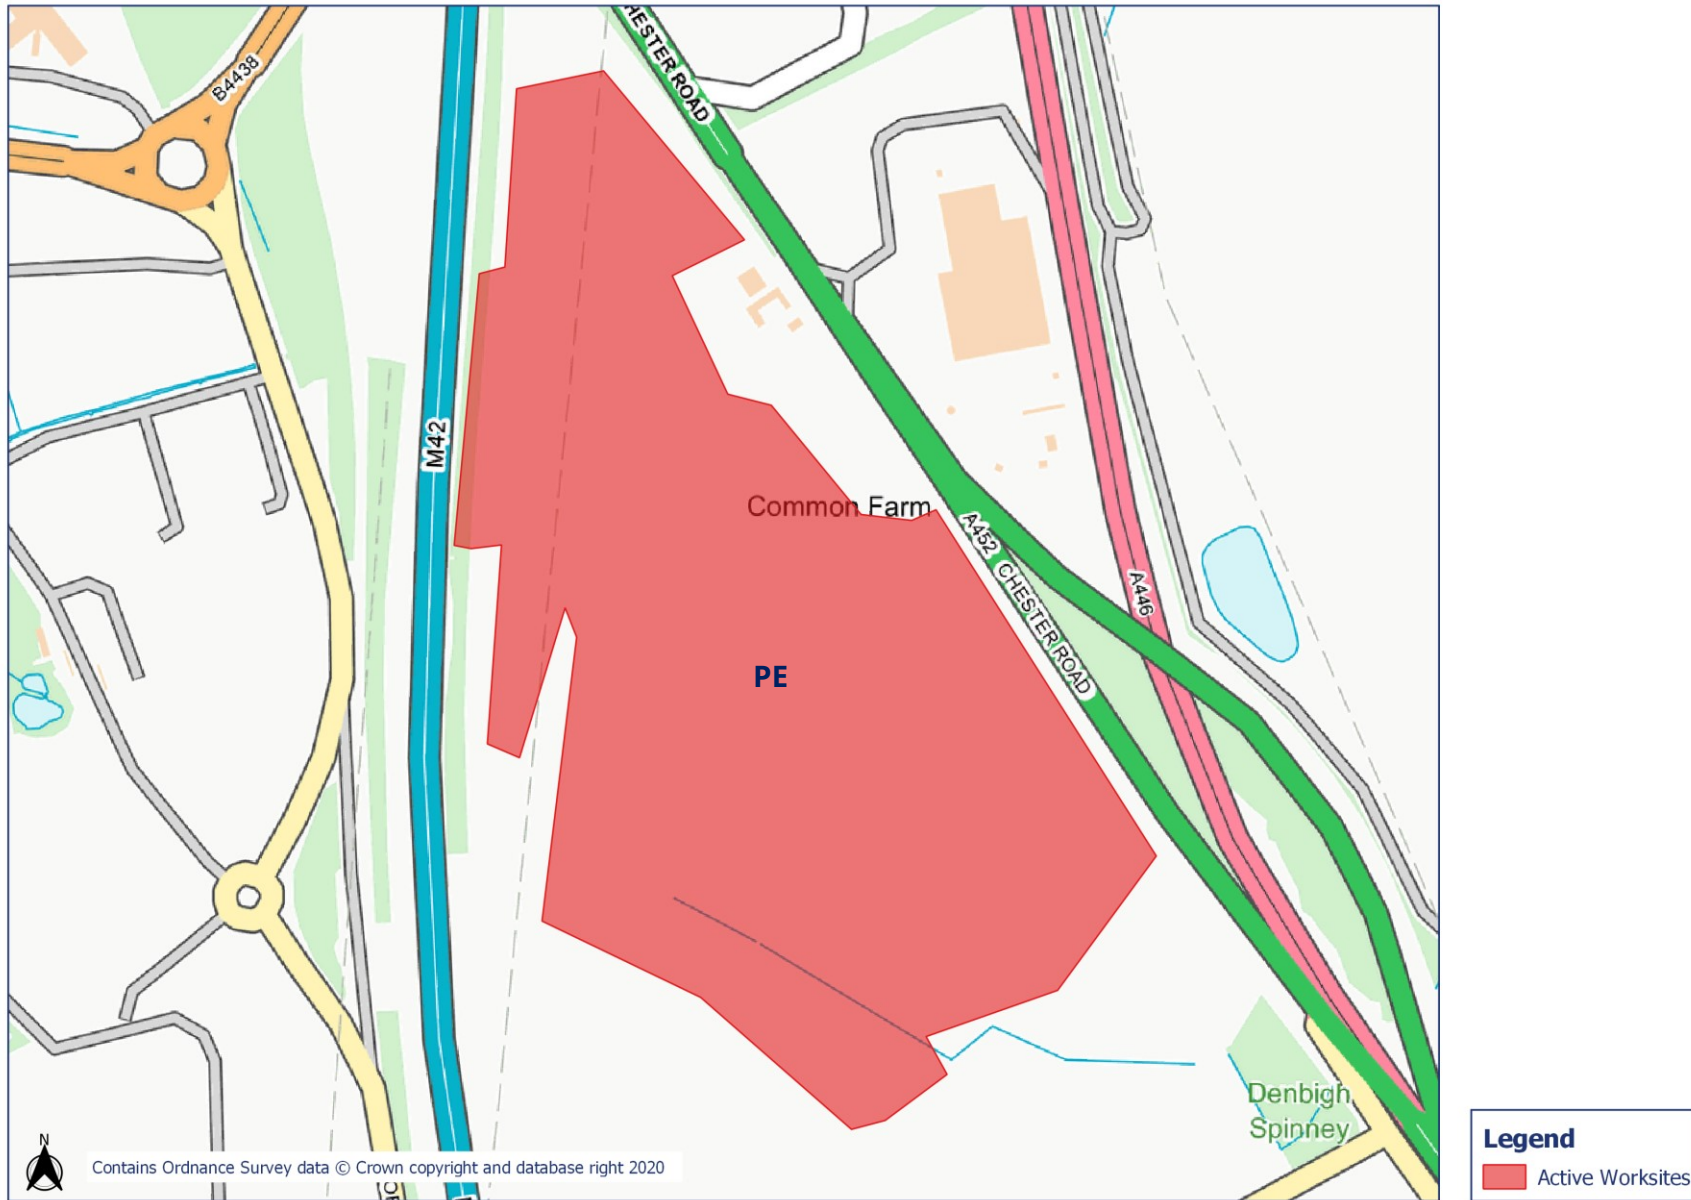 CHESTER ROAD
B4438
M42
Common Farm
A452 CHESTER ROAD
A446
PE
Denbigh
Spinney
N
Contains Ordnance Survey data © Crown copyright and database right 2020
Legend
Active Worksites